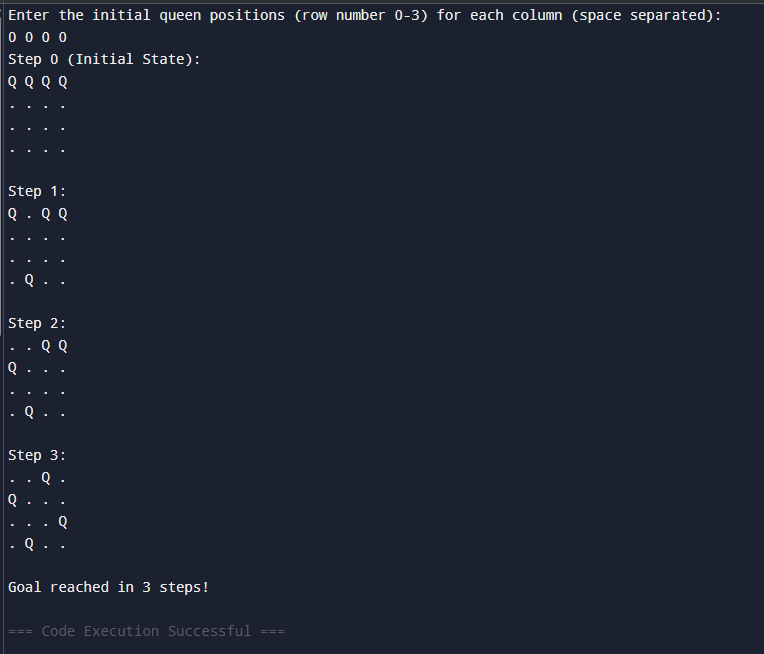 Enter the initial queen positions (row number 0-3) for each column (space separated):
0 0 0 0
Step 0 (Initial State):
Q Q Q Q
. . . .
. . . .
. . . .
Step 1:
Q . Q Q
. . . .
. . . .
. Q . .
Step 2:
. . Q Q
Q . . .
. . . .
. Q . .
Step 3:
. . Q .
Q . . .
. . . Q
. Q . .
Goal reached in 3 steps!
=== Code Execution Successful ===